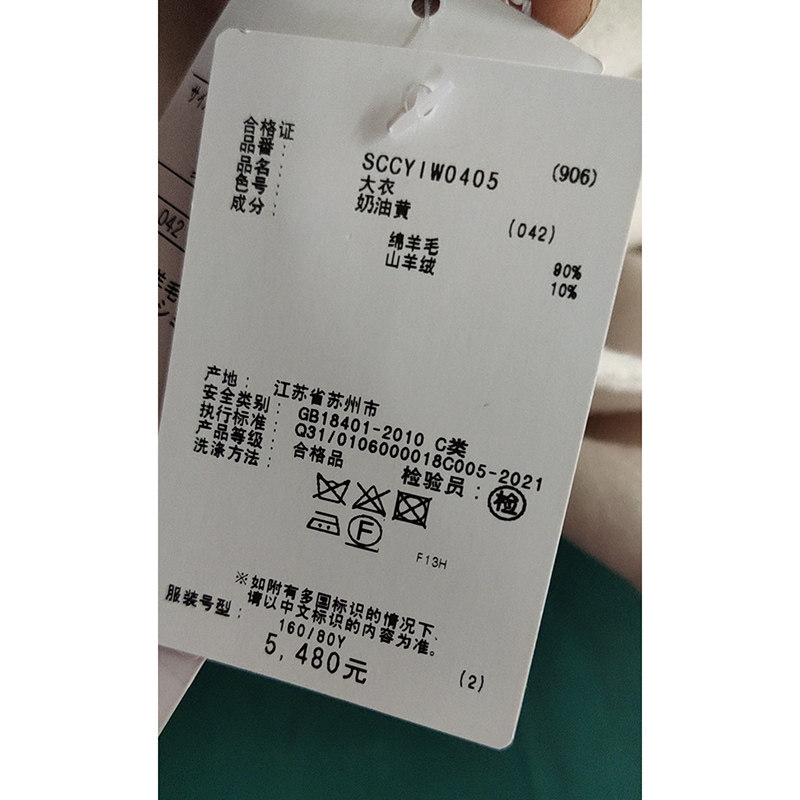 合格证
品番： SCCYIW0405 (906)
品名： 大衣
色号： 奶油黄 (042)
成分： 绵羊毛 90%
山羊绒 10%
产地： 江苏省苏州市
安全类别： GB18401-2010 C类
执行标准： Q31/0106000018C005-2021
产品等级： 合格品
检验员： 检
洗涤方法：
F
F13H
※如附有多国标识的情况下、
请以中文标识的内容为准。
服装号型： 160/80Y
5,480元 (2)
042